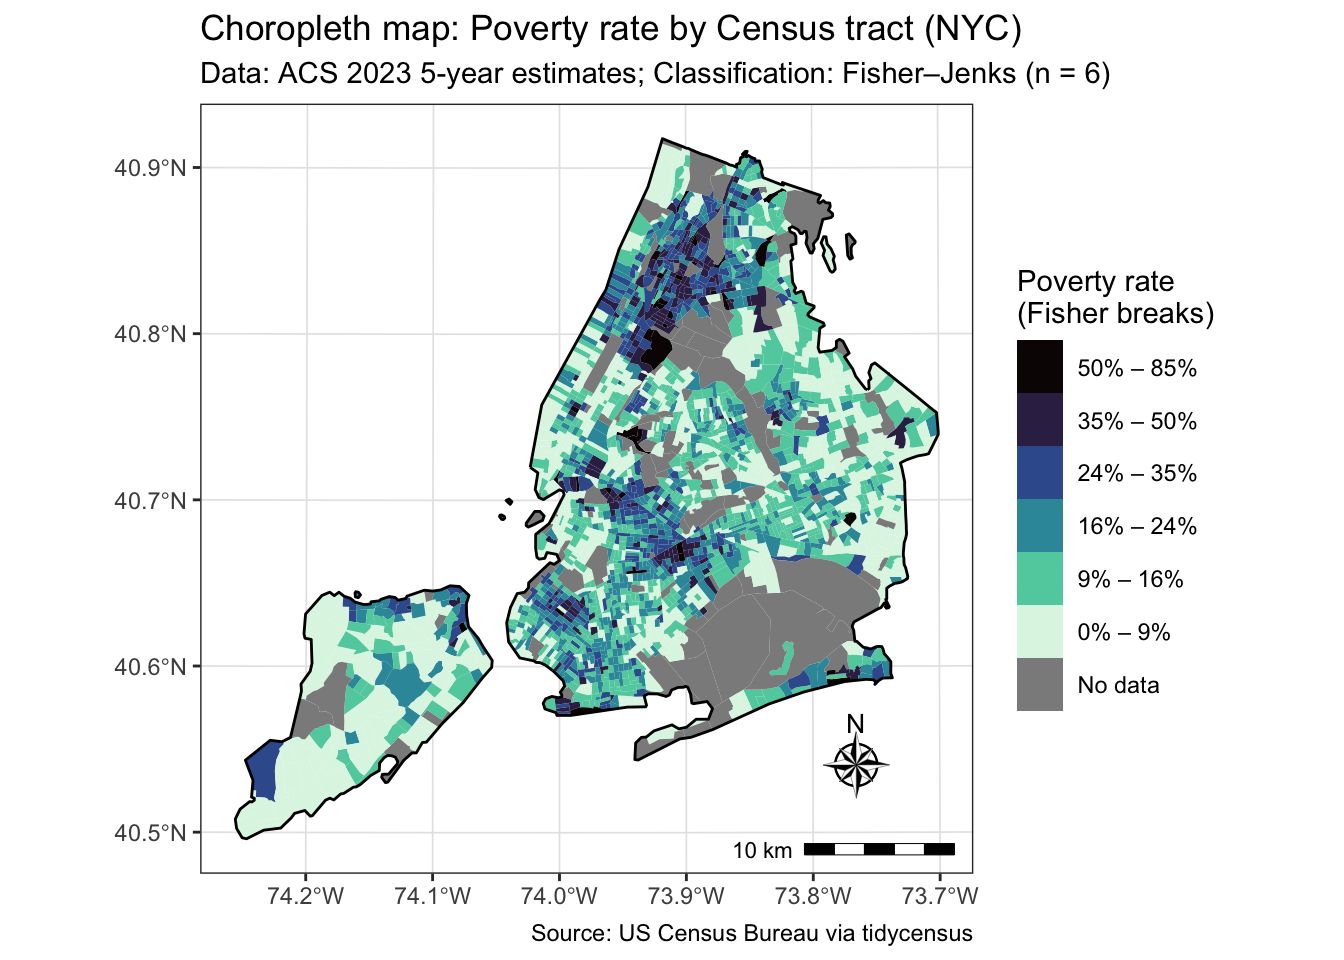 Choropleth map: Poverty rate by Census tract (NYC)
Data: ACS 2023 5-year estimates; Classification: Fisher–Jenks (n = 6)
40.9°N
40.8°N
40.7°N
40.6°N
40.5°N
74.2°W
74.1°W
74.0°W
73.9°W
73.8°W
73.7°W
N
10 km
Poverty rate
(Fisher breaks)
50% – 85%
35% – 50%
24% – 35%
16% – 24%
9% – 16%
0% – 9%
No data
Source: US Census Bureau via tidycensus